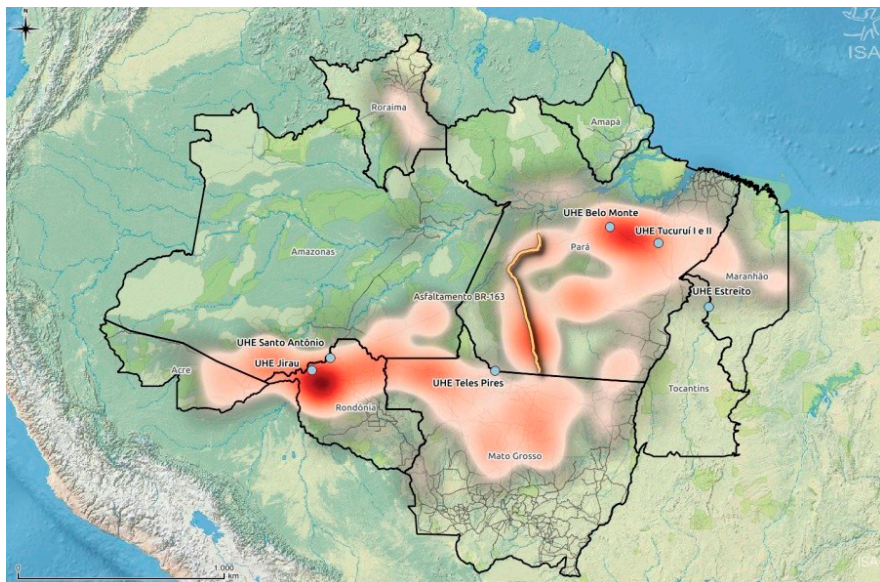 N
ISA
Roraima
Amapá
UHE Belo Monte
UHE Tucuruí I e II
Pará
Amazonas
Maranhão
Asfaltamento BR-163
UHE Estreito
UHE Santo Antônio
UHE Jirau
Acre
UHE Teles Pires
Tocantins
Rondônia
Mato Grosso
0
1.000
km
ISA